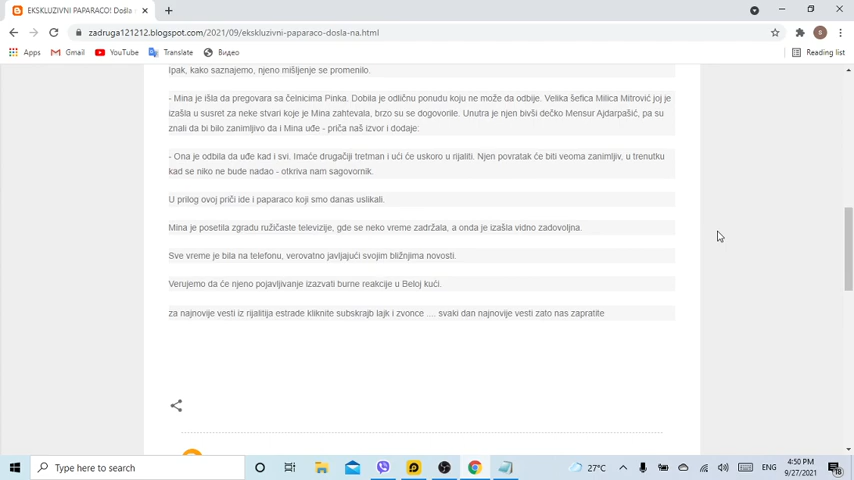 EKSKLUZIVNI PAPARACO! Došla
zadruga121212.blogspot.com/2021/09/ekskluzivni-paparaco-dosla-na.html
Apps Gmail YouTube Translate Видео Reading list
Ipak, kako saznajemo, njeno mišljenje se promenilo.
- Mina je išla da pregovara sa čelnicima Pinka. Dobila je odličnu ponudu koju ne može da odbije. Velika šefica Milica Mitrović joj je
izašla u susret za neke stvari koje je Mina zahtevala, brzo su se dogovorile. Unutra je njen bivši dečko Mensur Ajdarpašić, pa su
znali da bi bilo zanimljivo da i Mina uđe - priča naš izvor i dodaje:
- Ona je odbila da uđe kad i svi. Imaće drugačiji tretman i ući će uskoro u rijaliti. Njen povratak će biti veoma zanimljiv, u trenutku
kad se niko ne bude nadao - otkriva nam sagovornik.
U prilog ovoj priči ide i paparaco koji smo danas uslikali.
Mina je posetila zgradu ružičaste televizije, gde se neko vreme zadržala, a onda je izašla vidno zadovoljna.
Sve vreme je bila na telefonu, verovatno javljajući svojim bližnjima novosti.
Verujemo da će njeno pojavljivanje izazvati burne reakcije u Beloj kući.
za najnovije vesti iz rijalitija estrade kliknite subskrajb lajk i zvonce .... svaki dan najnovije vesti zato nas zapratite
Type here to search
27°C
ENG
4:50 PM
9/27/2021
18